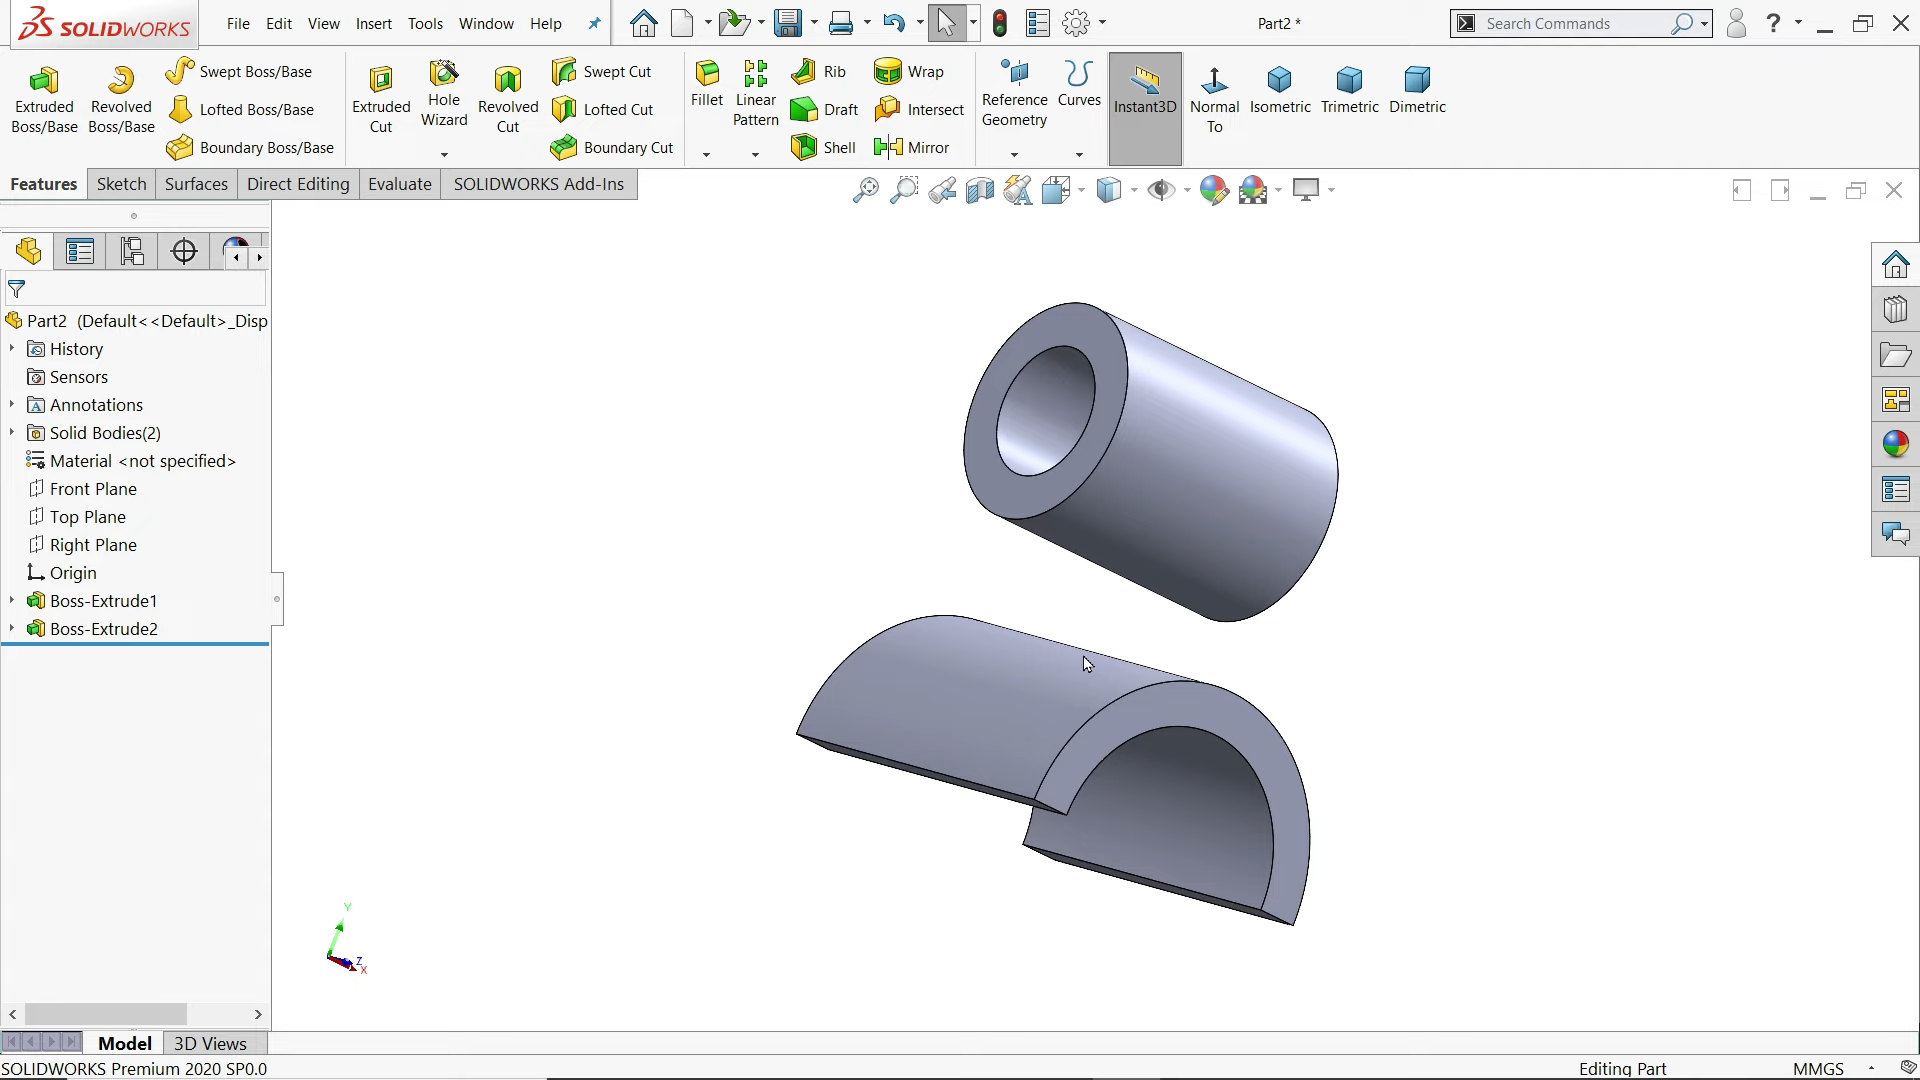 SOLIDWORKS File Edit View Insert Tools Window Help Part2 * Search Commands ?
Extruded Boss/Base
Revolved Boss/Base
Swept Boss/Base
Lofted Boss/Base
Boundary Boss/Base
Extruded Cut
Hole Wizard
Revolved Cut
Swept Cut
Lofted Cut
Boundary Cut
Fillet
Linear Pattern
Rib
Draft
Shell
Wrap
Intersect
Mirror
Reference Geometry
Curves
Instant3D
Normal To
Isometric
Trimetric
Dimetric
Features Sketch Surfaces Direct Editing Evaluate SOLIDWORKS Add-Ins
Part2 (Default<<Default>_Disp
History
Sensors
Annotations
Solid Bodies(2)
Material <not specified>
Front Plane
Top Plane
Right Plane
Origin
Boss-Extrude1
Boss-Extrude2
Y
Z
X
Model 3D Views
SOLIDWORKS Premium 2020 SP0.0 Editing Part MMGS